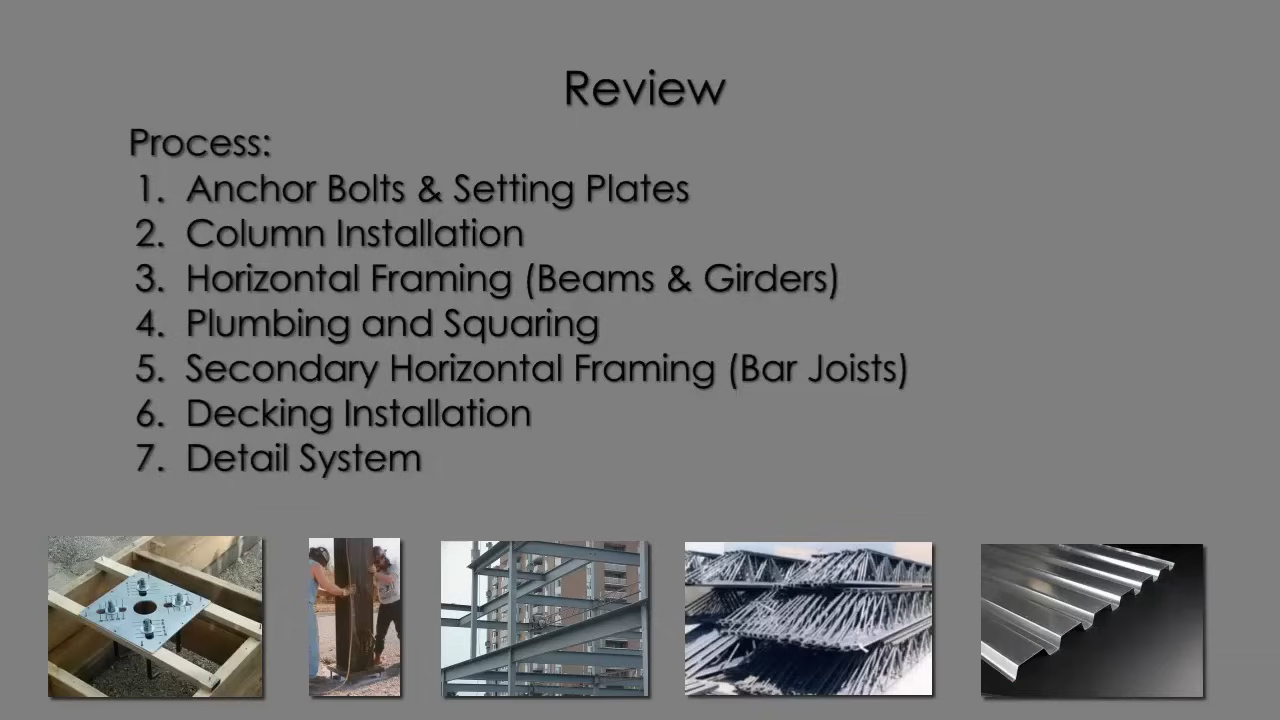 Review
Process:
1. Anchor Bolts & Setting Plates
2. Column Installation
3. Horizontal Framing (Beams & Girders)
4. Plumbing and Squaring
5. Secondary Horizontal Framing (Bar Joists)
6. Decking Installation
7. Detail System